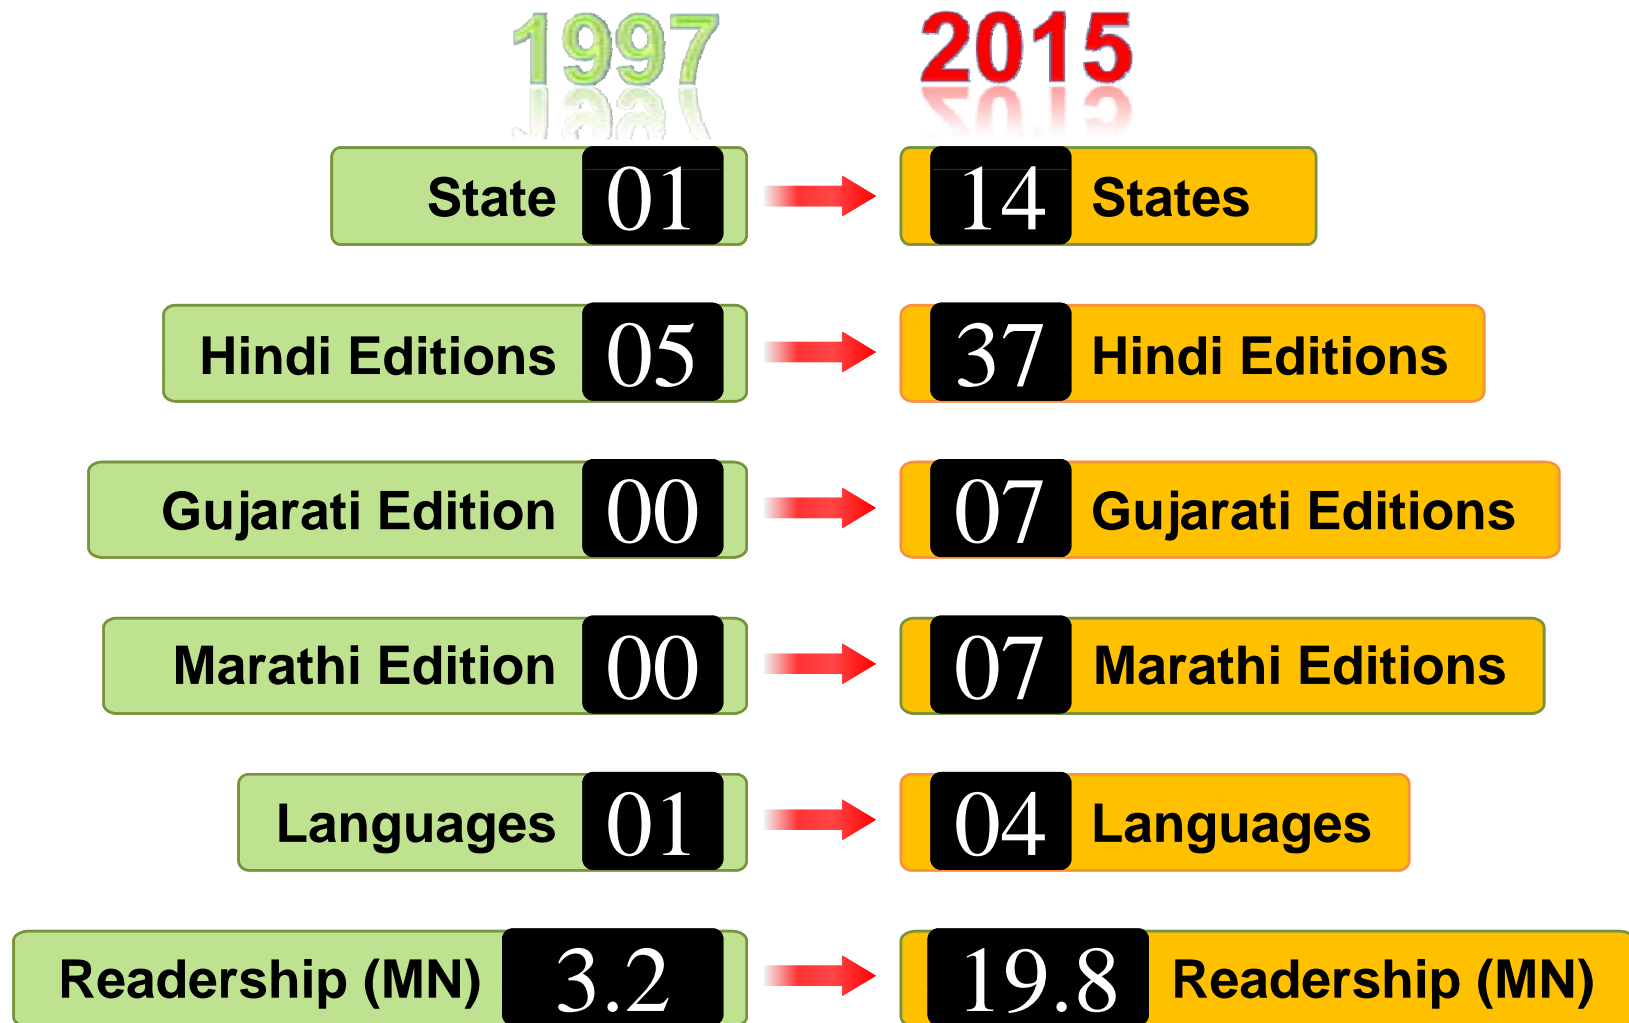 1997 2015
State 01 14 States
Hindi Editions 05 37 Hindi Editions
Gujarati Edition 00 07 Gujarati Editions
Marathi Edition 00 07 Marathi Editions
Languages 01 04 Languages
Readership (MN) 3.2 19.8 Readership (MN)